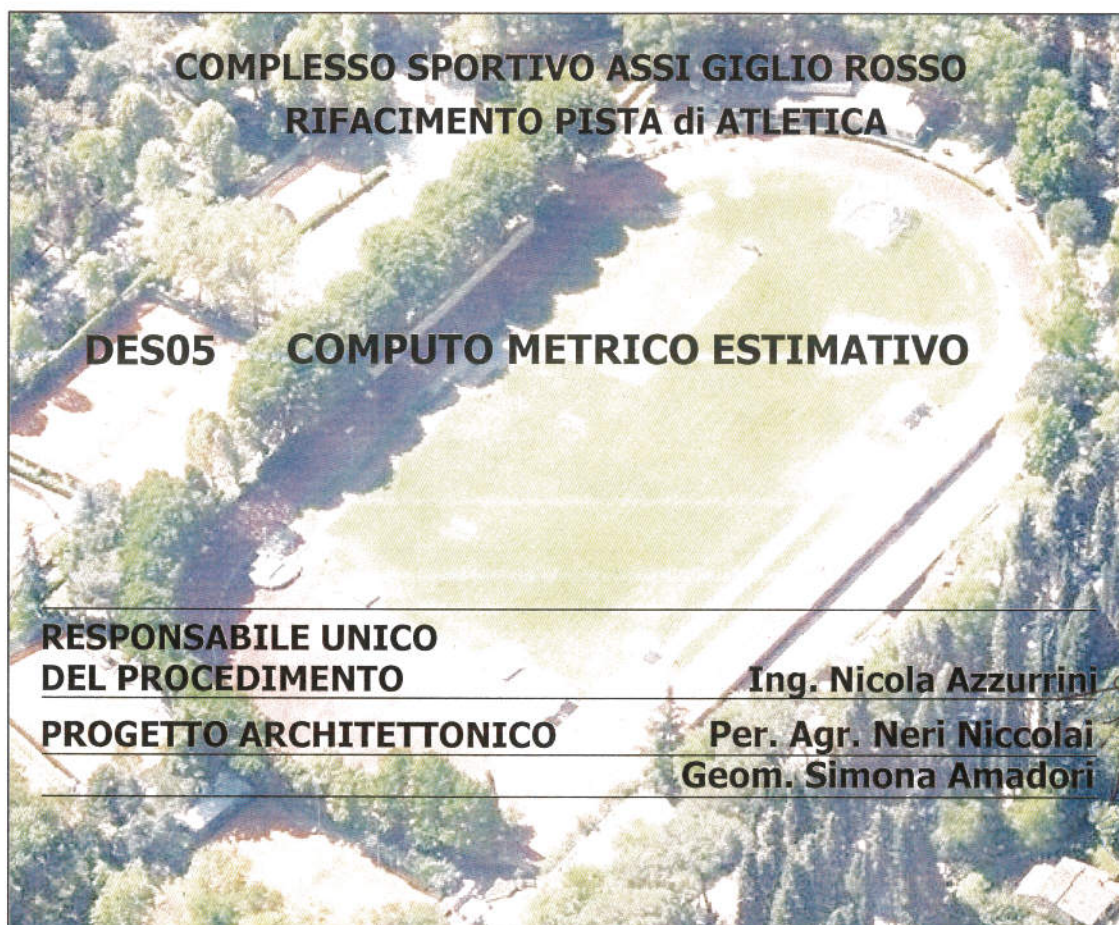 COMPLESSO SPORTIVO ASSI GIGLIO ROSSO
RIFACIMENTO PISTA di ATLETICA
DES05 COMPUTO METRICO ESTIMATIVO
RESPONSABILE UNICO
DEL PROCEDIMENTO Ing. Nicola Azzurrini
PROGETTO ARCHITETTONICO Per. Agr. Neri Niccolai
Geom. Simona Amadori